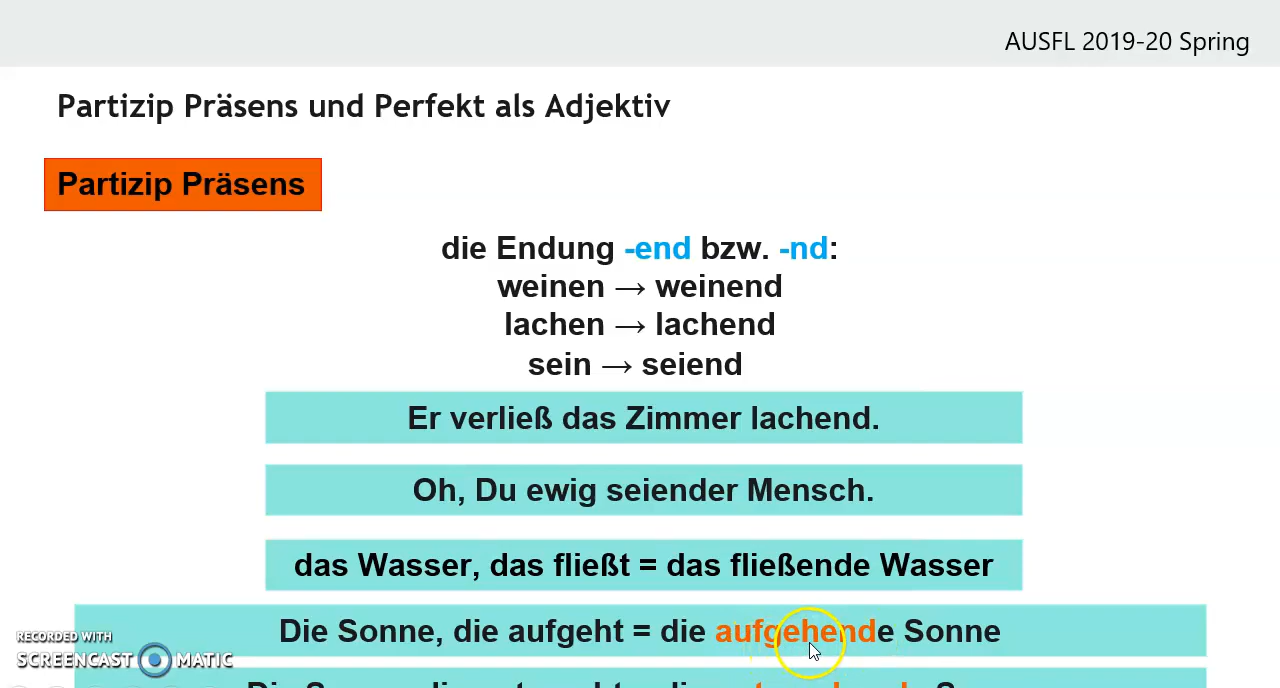 AUSFL 2019-20 Spring
Partizip Präsens und Perfekt als Adjektiv
Partizip Präsens
die Endung -end bzw. -nd:
weinen → weinend
lachen → lachend
sein → seiend
Er verließ das Zimmer lachend.
Oh, Du ewig seiender Mensch.
das Wasser, das fließt = das fließende Wasser
Die Sonne, die aufgeht = die aufgehende Sonne
RECORDED WITH
SCREENCAST MATIC